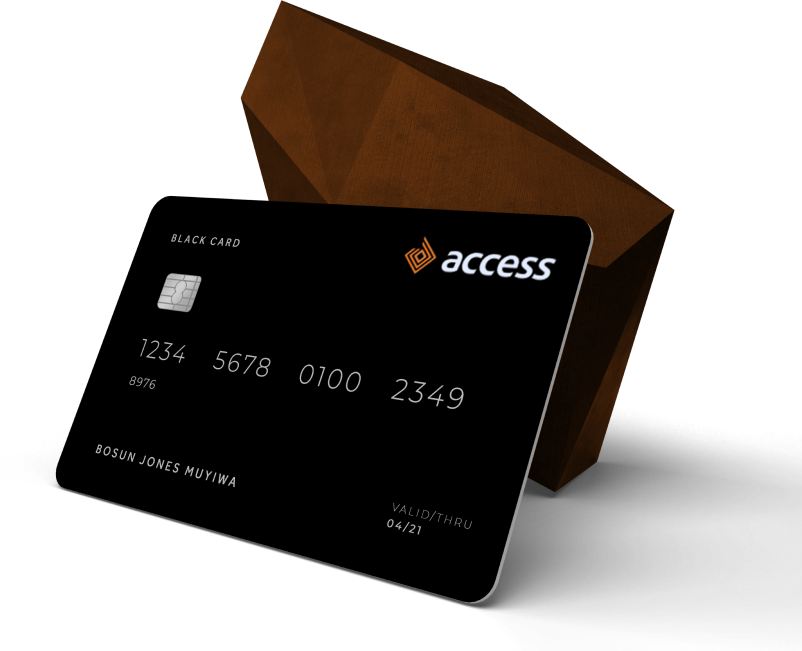 BLACK CARD
access
1234 5678 0100 2349
8976
BOSUN JONES MUYIWA
VALID/THRU
04/21